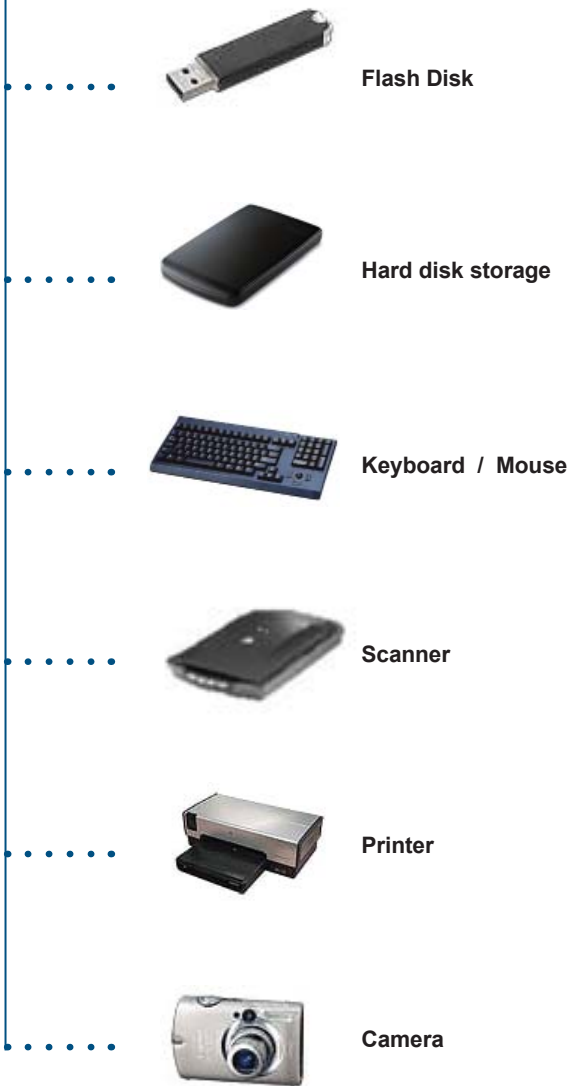 Flash Disk
Hard disk storage
Keyboard / Mouse
Scanner
Printer
Camera